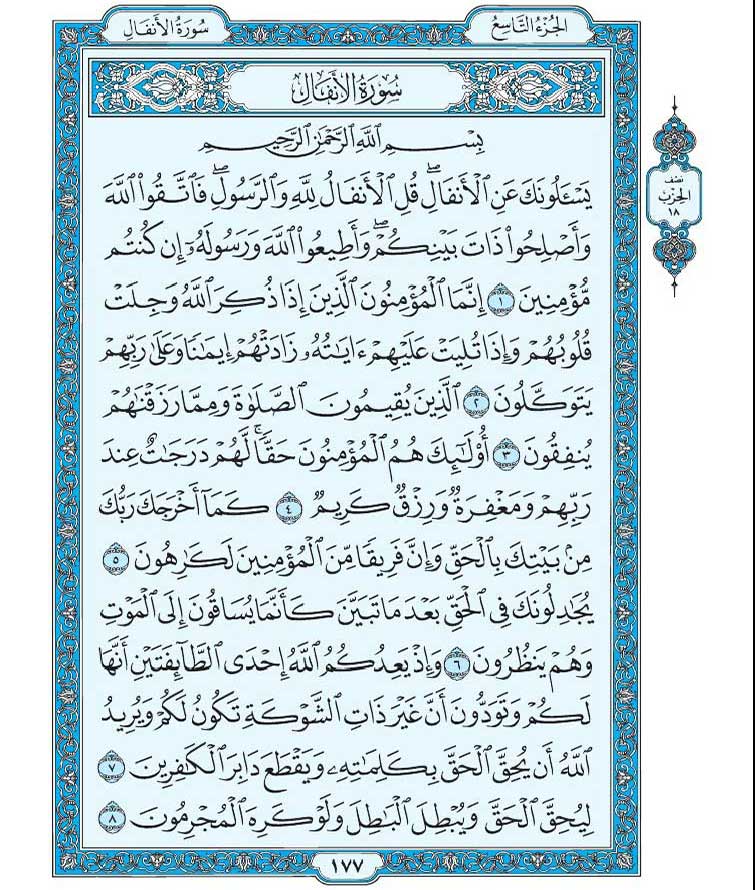 الجُزْءُ التَّاسِعُ
سُورَةُ الأَنفَالِ
سُورَةُ الأَنفَالِ
بِسْمِ ٱللَّهِ ٱلرَّحْمَٰنِ ٱلرَّحِيمِ
يَسْـَٔلُونَكَ عَنِ ٱلْأَنفَالِۖ قُلِ ٱلْأَنفَالُ لِلَّهِ وَٱلرَّسُولِۖ فَٱتَّقُوا۟ ٱللَّهَ
وَأَصْلِحُوا۟ ذَاتَ بَيْنِكُمْۖ وَأَطِيعُوا۟ ٱللَّهَ وَرَسُولَهُۥٓ إِن كُنتُم
مُّؤْمِنِينَ ١ إِنَّمَا ٱلْمُؤْمِنُونَ ٱلَّذِينَ إِذَا ذُكِرَ ٱللَّهُ وَجِلَتْ
قُلُوبُهُمْ وَإِذَا تُلِيَتْ عَلَيْهِمْ ءَايَٰتُهُۥ زَادَتْهُمْ إِيمَٰنًا وَعَلَىٰ رَبِّهِمْ
يَتَوَكَّلُونَ ٢ ٱلَّذِينَ يُقِيمُونَ ٱلصَّلَوٰةَ وَمِمَّا رَزَقْنَٰهُمْ
يُنفِقُونَ ٣ أُو۟لَٰٓئِكَ هُمُ ٱلْمُؤْمِنُونَ حَقًّاۚ لَّهُمْ دَرَجَٰتٌ عِندَ
رَبِّهِمْ وَمَغْفِرَةٌ وَرِزْقٌ كَرِيمٌ ٤ كَمَآ أَخْرَجَكَ رَبُّكَ
مِنۢ بَيْتِكَ بِٱلْحَقِّ وَإِنَّ فَرِيقًا مِّنَ ٱلْمُؤْمِنِينَ لَكَٰرِهُونَ ٥
يُجَٰدِلُونَكَ فِى ٱلْحَقِّ بَعْدَ مَا تَبَيَّنَ كَأَنَّمَا يُسَاقُونَ إِلَى ٱلْمَوْتِ
وَهُمْ يَنظُرُونَ ٦ وَإِذْ يَعِدُكُمُ ٱللَّهُ إِحْدَى ٱلطَّآئِفَتَيْنِ أَنَّهَا
لَكُمْ وَتَوَدُّونَ أَنَّ غَيْرَ ذَاتِ ٱلشَّوْكَةِ تَكُونُ لَكُمْ وَيُرِيدُ
ٱللَّهُ أَن يُحِقَّ ٱلْحَقَّ بِكَلِمَٰتِهِۦ وَيَقْطَعَ دَابِرَ ٱلْكَٰفِرِينَ ٧
لِيُحِقَّ ٱلْحَقَّ وَيُبْطِلَ ٱلْبَٰطِلَ وَلَوْ كَرِهَ ٱلْمُجْرِمُونَ ٨
نصف
الحزب
١٨
١٧٧